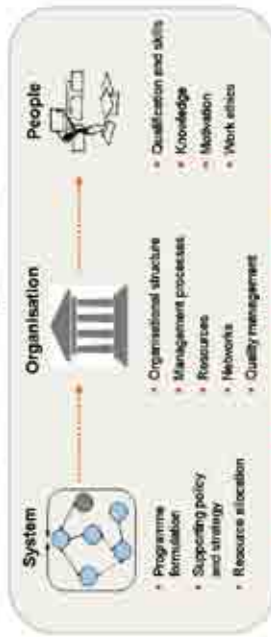 System
• Programme
formulation
• Supporting policy
and strategy
• Resource allocation
Organisation
• Organisational structure
• Management processes
• Resources
• Networks
• Quality management
People
• Qualification and skills
• Knowledge
• Motivation
• Work ethics